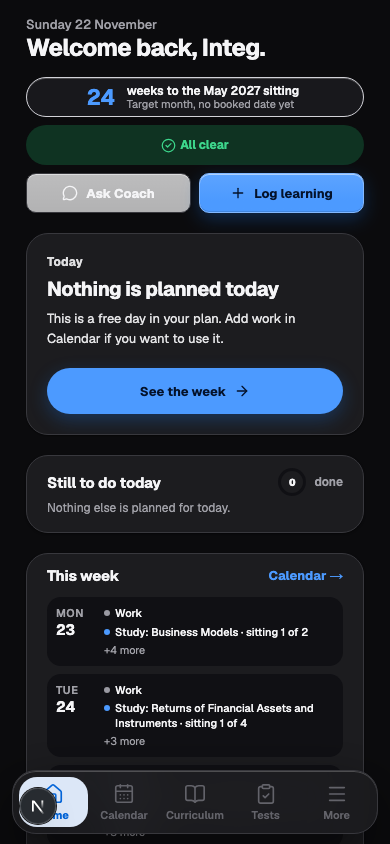 Sunday 22 November
Welcome back, Integ.
24
weeks to the May 2027 sitting
Target month, no booked date yet
All clear
Ask Coach
Log learning
Today
Nothing is planned today
This is a free day in your plan. Add work in
Calendar if you want to use it.
See the week →
Still to do today
0 done
Nothing else is planned for today.
This week
Calendar →
MON
23
Work
Study: Business Models · sitting 1 of 2
+4 more
TUE
24
Work
Study: Returns of Financial Assets and
Instruments · sitting 1 of 4
+3 more
N
Calendar
Curriculum
Tests
More